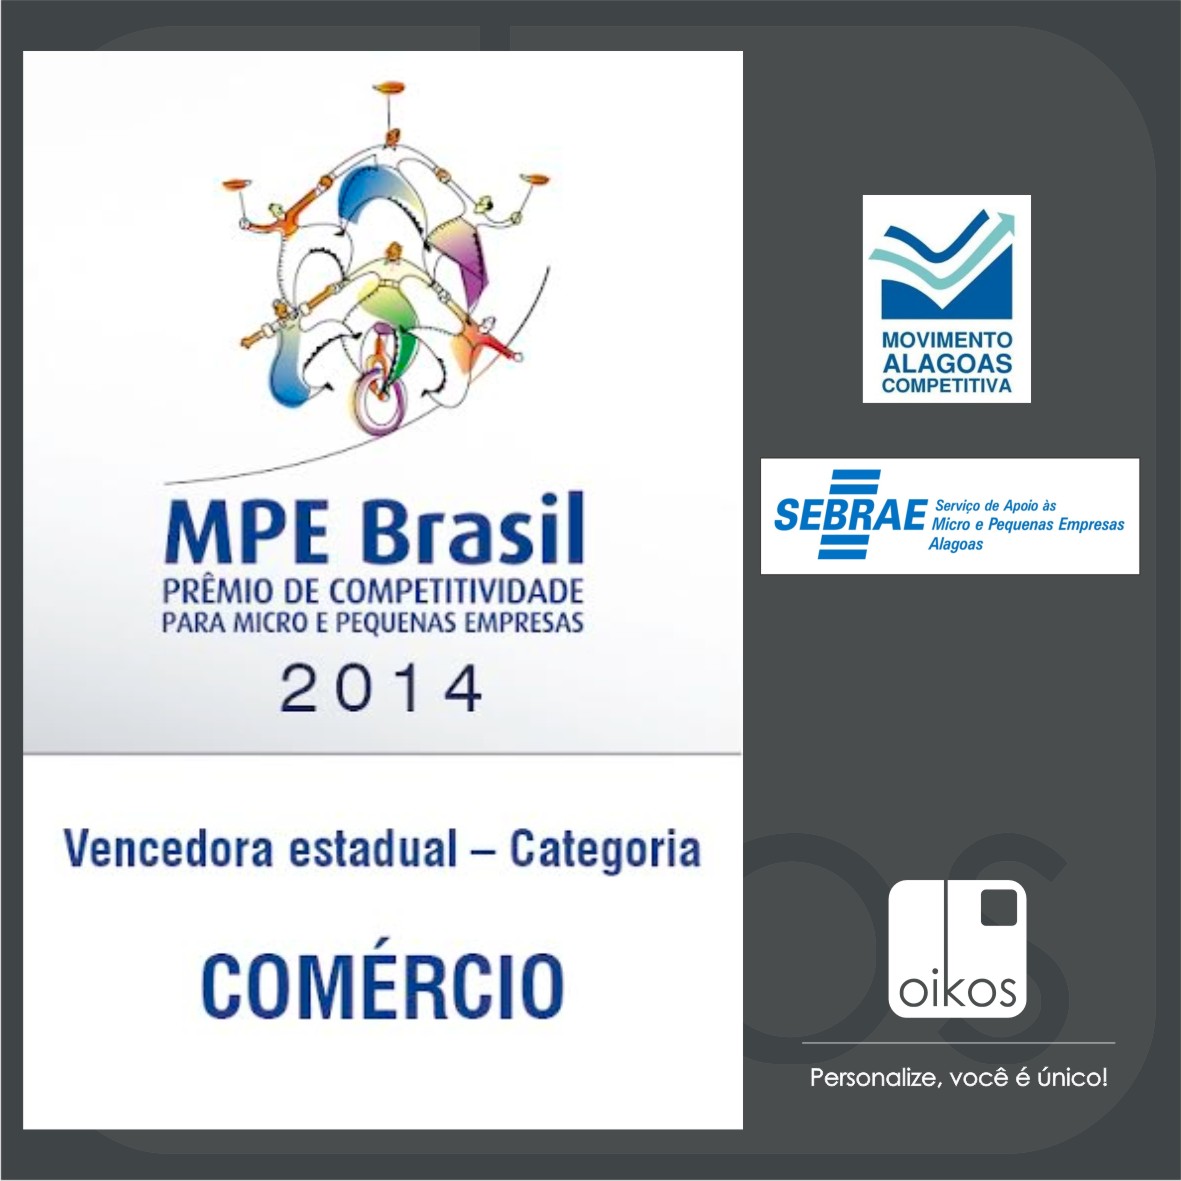 MPE Brasil
PRÊMIO DE COMPETITIVIDADE
PARA MICRO E PEQUENAS EMPRESAS
2014
Vencedora estadual – Categoria
COMÉRCIO
MOVIMENTO
ALAGOAS
COMPETITIVA
SEBRAE
Serviço de Apoio às
Micro e Pequenas Empresas
Alagoas
oikos
Personalize, você é único!